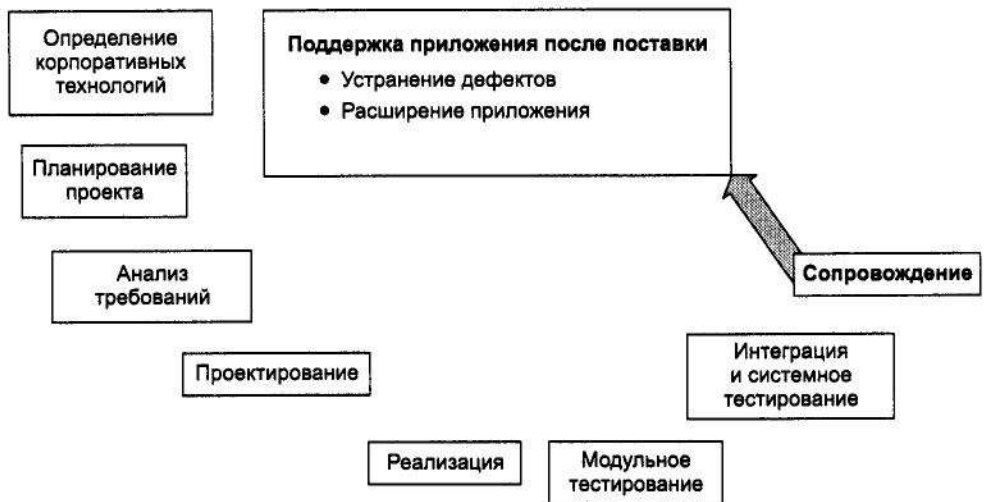 Определение
корпоративных
технологий
Поддержка приложения после поставки
• Устранение дефектов
• Расширение приложения
Планирование
проекта
Анализ
требований
Сопровождение
Проектирование
Интеграция
и системное
тестирование
Реализация
Модульное
тестирование